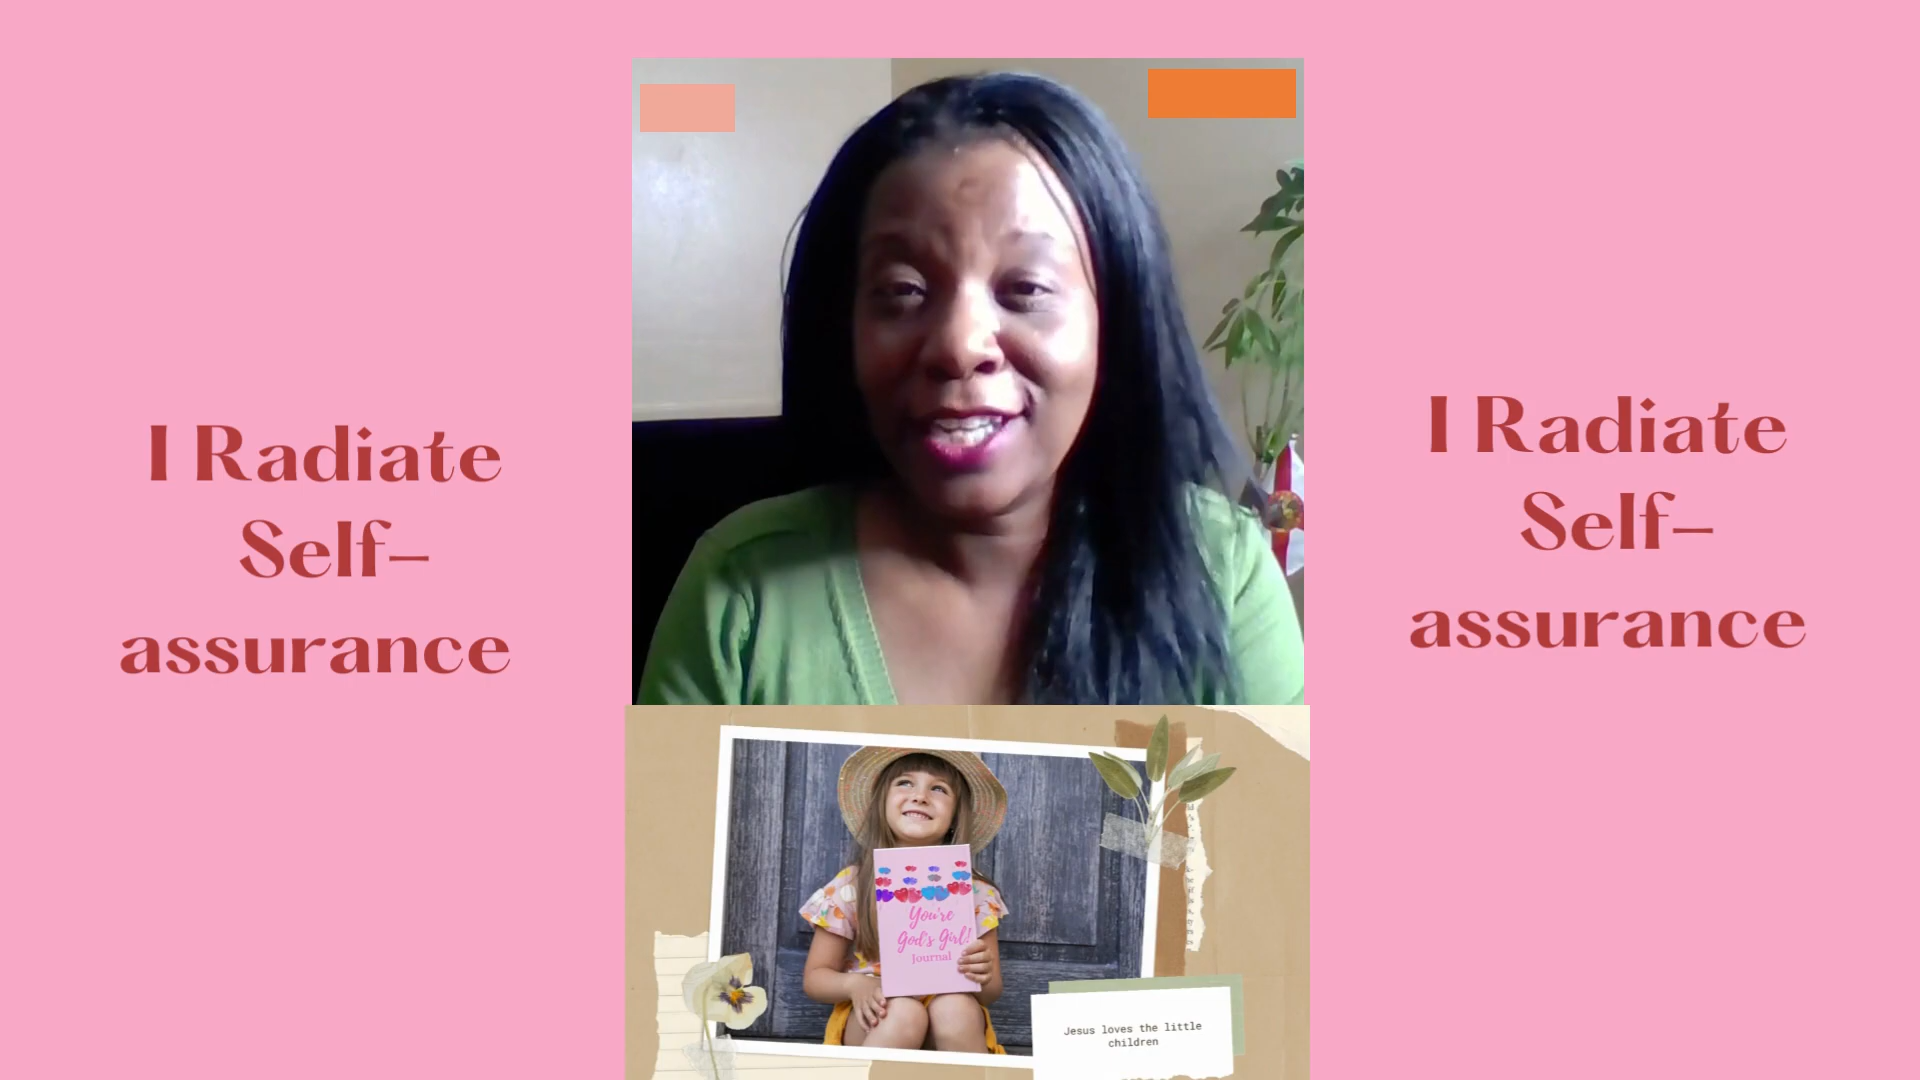 I Radiate
Self-
assurance
I Radiate
Self-
assurance
You're
God's Girl!
Journal
Jesus loves the little
children